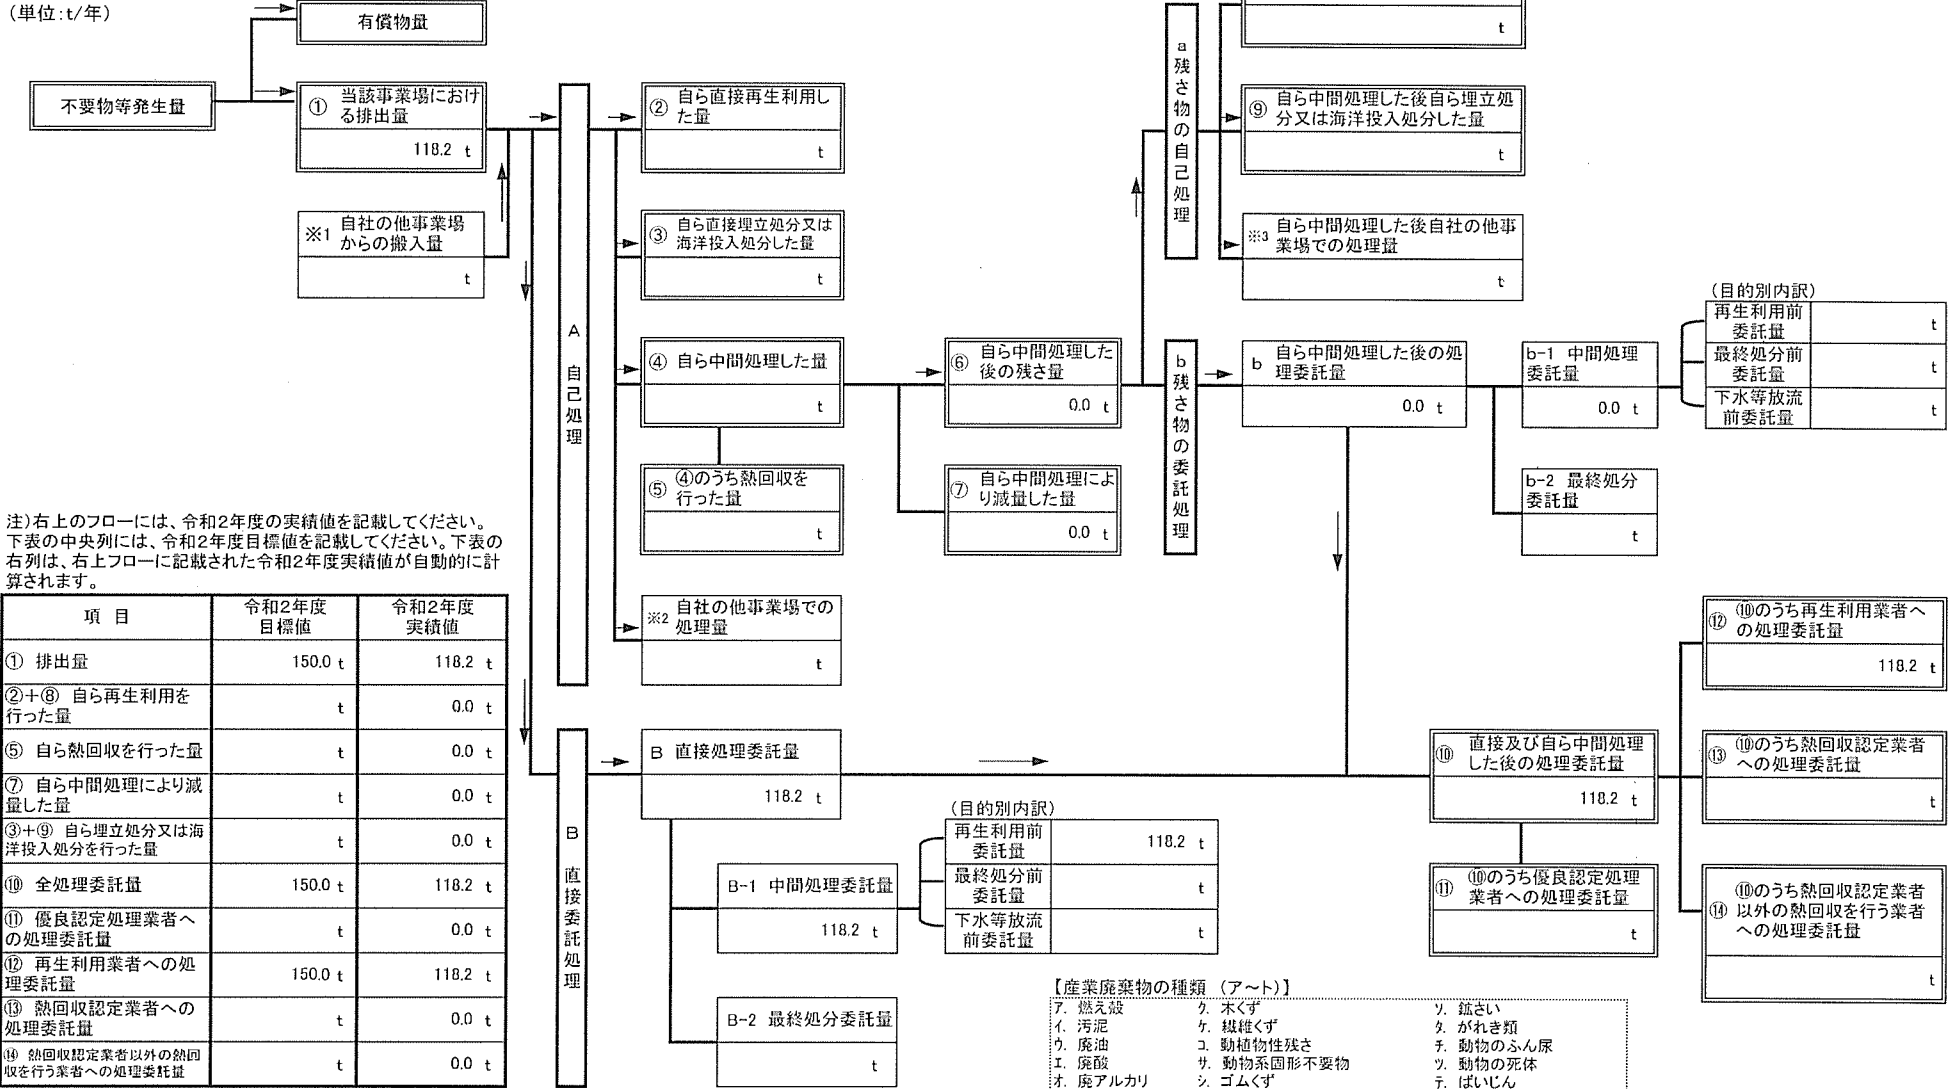 (単位:t/年)
有償物量
不要物等発生量
① 当該事業場におけ
る排出量
118.2 t
※1 自社の他事業場
からの搬入量
t
A 自己処理
② 自ら直接再生利用し
た量
t
③ 自ら直接埋立処分又は
海洋投入処分した量
t
④ 自ら中間処理した量
t
⑤ ④のうち熱回収を
行った量
t
※2 自社の他事業場での
処理量
t
⑥ 自ら中間処理した
後の残さ量
0.0 t
⑦ 自ら中間処理によ
り減量した量
0.0 t
a 残さ物の自己処理
t
⑨ 自ら中間処理した後自ら埋立処
分又は海洋投入処分した量
t
※3 自ら中間処理した後自社の他事
業場での処理量
t
b 残さ物の委託処理
b 自ら中間処理した後の処
理委託量
0.0 t
b-1 中間処理
委託量
0.0 t
(目的別内訳)
再生利用前
委託量
t
最終処分前
委託量
t
下水等放流
前委託量
t
b-2 最終処分
委託量
t
注)右上のフローには、令和2年度の実績値を記載してください。
下表の中央列には、令和2年度目標値を記載してください。下表の
右列は、右上フローに記載された令和2年度実績値が自動的に計
算されます。
項 目 令和2年度 目標値 令和2年度 実績値
① 排出量 150.0 t 118.2 t
②+⑧ 自ら再生利用を
行った量 t 0.0 t
⑤ 自ら熱回収を行った量 t 0.0 t
⑦ 自ら中間処理により減
量した量 t 0.0 t
③+⑨ 自ら埋立処分又は海
洋投入処分を行った量 t 0.0 t
⑩ 全処理委託量 150.0 t 118.2 t
⑪ 優良認定処理業者へ
の処理委託量 t 0.0 t
⑫ 再生利用業者への処
理委託量 150.0 t 118.2 t
⑬ 熱回収認定業者への
処理委託量 t 0.0 t
⑭ 熱回収認定業者以外の熱回
収を行う業者への処理委託量 t 0.0 t
B 直接委託処理
B 直接処理委託量
118.2 t
B-1 中間処理委託量
118.2 t
(目的別内訳)
再生利用前
委託量
118.2 t
最終処分前
委託量
t
下水等放流
前委託量
t
B-2 最終処分委託量
t
⑩ 直接及び自ら中間処理
した後の処理委託量
118.2 t
⑪ ⑩のうち優良認定処理
業者への処理委託量
t
⑫ ⑩のうち再生利用業者へ
の処理委託量
118.2 t
⑬ ⑩のうち熱回収認定業者
への処理委託量
t
⑭ ⑩のうち熱回収認定業者
以外の熱回収を行う業者
への処理委託量
t
【産業廃棄物の種類 (ア～ト)】
ア. 燃え殻 ク. 木くず ソ. 鉱さい
イ. 汚泥 ケ. 繊維くず タ. がれき類
ウ. 廃油 コ. 動植物性残さ チ. 動物のふん尿
エ. 廃酸 サ. 動物系固形不要物 ツ. 動物の死体
オ. 廃アルカリ シ. ゴムくず テ. ばいじん